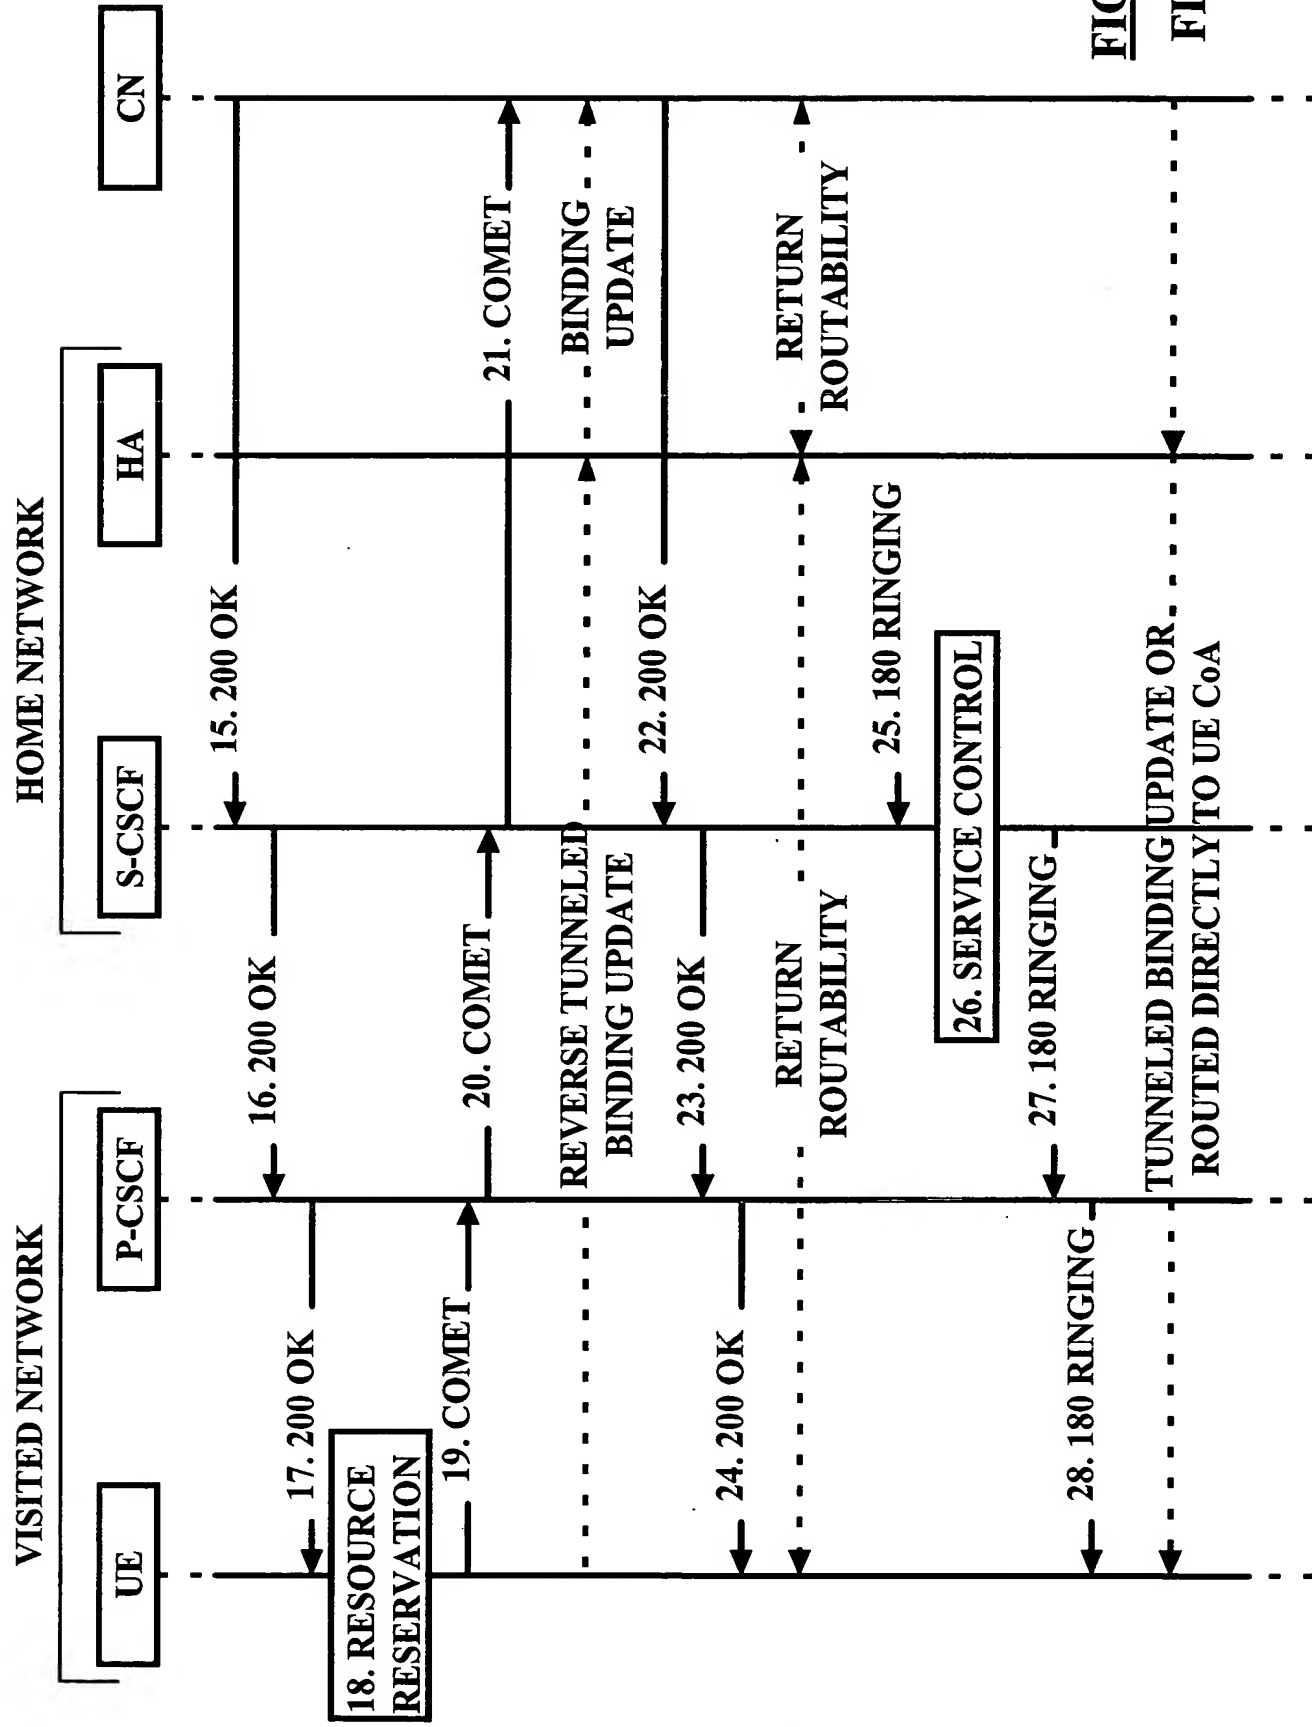 VISITED NETWORK
HOME NETWORK
UE
P-CSCF
S-CSCF
HA
CN
15. 200 OK
16. 200 OK
17. 200 OK
18. RESOURCE
RESERVATION
19. COMET
20. COMET
21. COMET
REVERSE TUNNELED
BINDING UPDATE
BINDING
UPDATE
22. 200 OK
23. 200 OK
24. 200 OK
RETURN
ROUTABILITY
RETURN
ROUTABILITY
25. 180 RINGING
26. SERVICE CONTROL
27. 180 RINGING
28. 180 RINGING
TUNNELED BINDING UPDATE OR
ROUTED DIRECTLY TO UE CoA